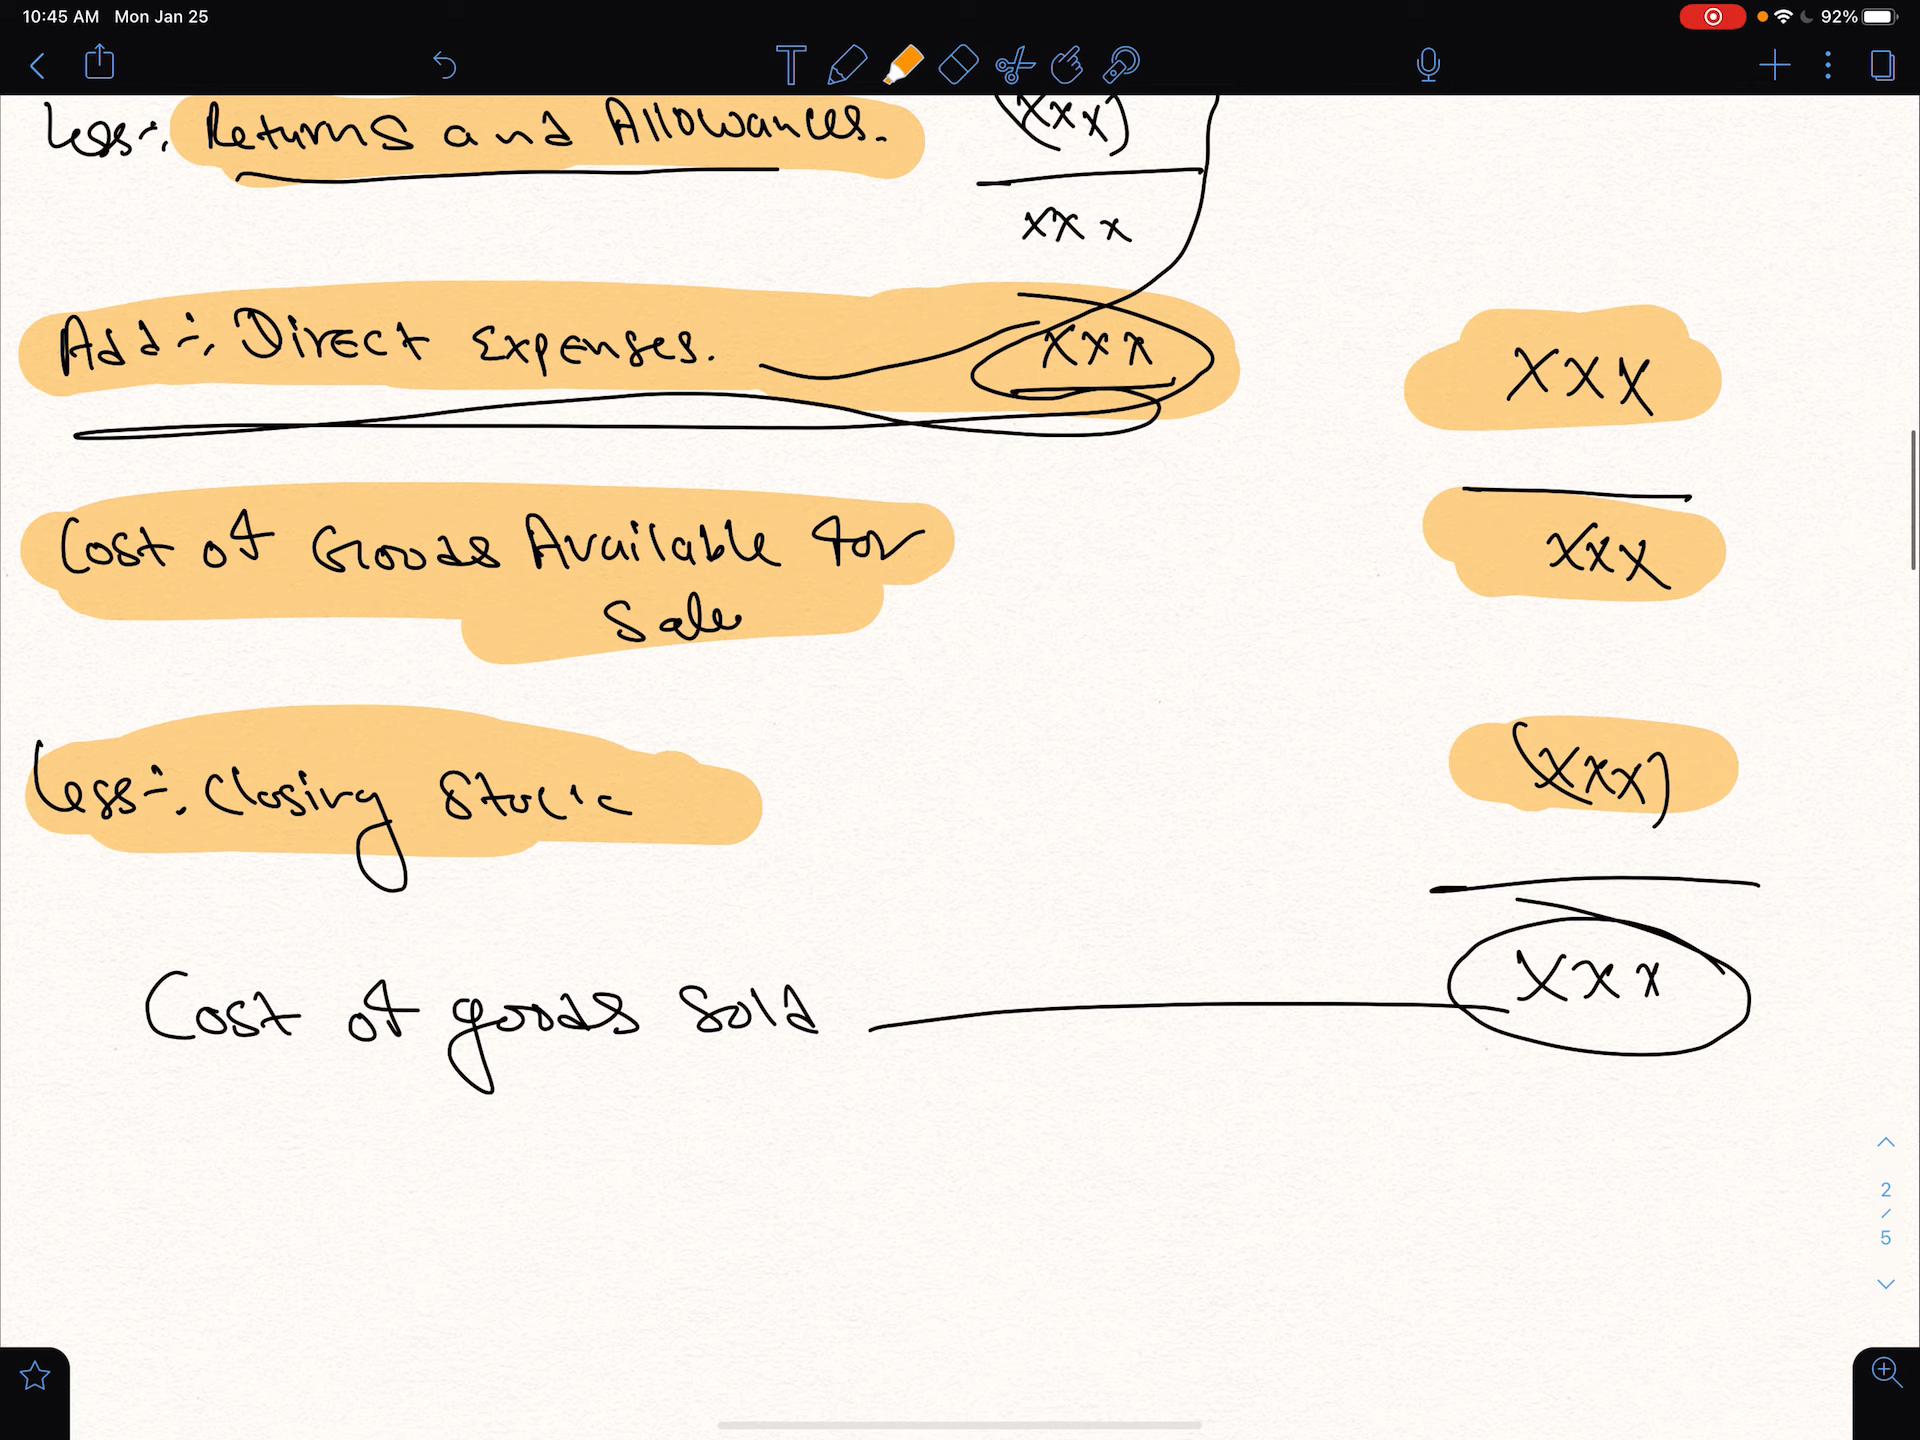 10:45 AM Mon Jan 25
92%
Less:- Returns and Allowances. (xxx)
xxx
Add:- Direct Expenses. xxx xxx
Cost of Goods Available for xxx
Sale
Less:- Closing Stock (xxx)
Cost of goods Sold xxx
2
/
5